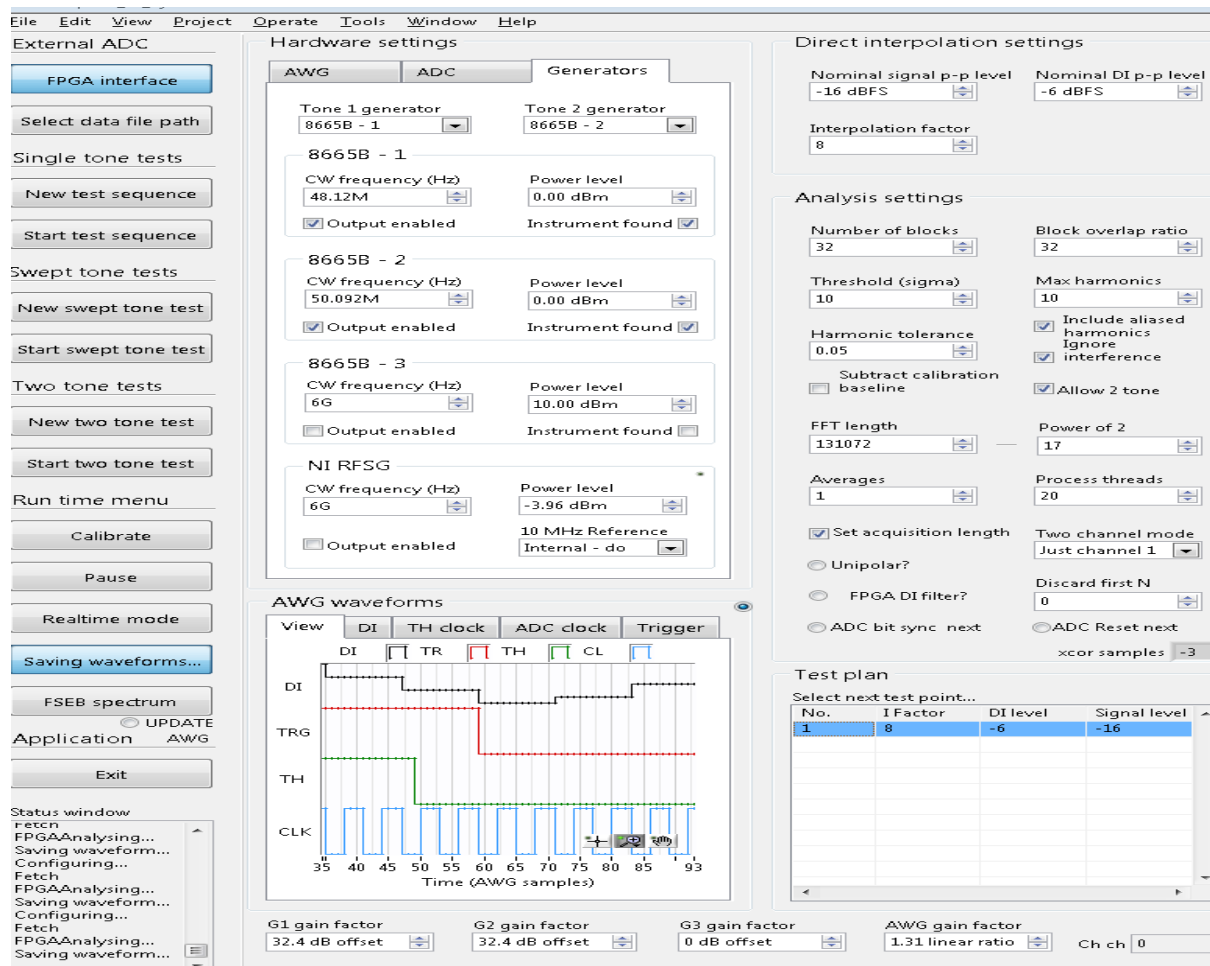 File Edit View Project Operate Tools Window Help
External ADC
FPGA interface
Select data file path
Single tone tests
New test sequence
Start test sequence
Swept tone tests
New swept tone test
Start swept tone test
Two tone tests
New two tone test
Start two tone test
Run time menu
Calibrate
Pause
Realtime mode
Saving waveforms...
FSEB spectrum
UPDATE
Application AWG
Exit
Status window
Fetch
FPGAAnalysing...
Saving waveform...
Configuring...
Fetch
FPGAAnalysing...
Saving waveform...
Configuring...
Fetch
FPGAAnalysing...
Saving waveform...
Hardware settings
AWG ADC Generators
Tone 1 generator Tone 2 generator
8665B - 1 8665B - 2
8665B - 1
CW frequency (Hz) Power level
48.12M 0.00 dBm
Output enabled Instrument found
8665B - 2
CW frequency (Hz) Power level
50.092M 0.00 dBm
Output enabled Instrument found
8665B - 3
CW frequency (Hz) Power level
6G 10.00 dBm
Output enabled Instrument found
NI RFSG
CW frequency (Hz) Power level
6G -3.96 dBm
10 MHz Reference
Output enabled Internal - do
AWG waveforms
View DI TH clock ADC clock Trigger
DI TR TH CL
DI
TRG
TH
CLK
35 40 45 50 55 60 65 70 75 80 85 93
Time (AWG samples)
G1 gain factor G2 gain factor G3 gain factor AWG gain factor
32.4 dB offset 32.4 dB offset 0 dB offset 1.31 linear ratio Ch ch 0
Direct interpolation settings
Nominal signal p-p level Nominal DI p-p level
-16 dBFS -6 dBFS
Interpolation factor
8
Analysis settings
Number of blocks Block overlap ratio
32 32
Threshold (sigma) Max harmonics
10 10
Harmonic tolerance Include aliased harmonics
0.05 Ignore interference
Subtract calibration baseline Allow 2 tone
FFT length Power of 2
131072 17
Averages Process threads
1 20
Set acquisition length Two channel mode
Just channel 1
Unipolar?
Discard first N
FPGA DI filter? 0
ADC bit sync next ADC Reset next
xcor samples -3
Test plan
Select next test point...
No. I Factor DI level Signal level
1 8 -6 -16